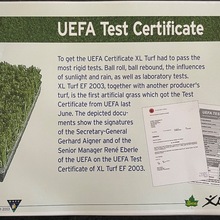 UEFA Test Certificate
To get the UEFA Certificate XL Turf had to pass the
most rigid tests. Ball roll, ball rebound, the influences
of sunlight and rain, as well as laboratory tests.
XL Turf EF 2003, together with another producer's
turf, is the first artificial grass which got the Test
Certificate from UEFA last
June. The depicted docu-
ments show the signatures
of the Secretary-General
Gerhard Aigner and of the
Senior Manager René Eberle
of the UEFA on the UEFA Test
Certificate of XL Turf EF 2003.
XL